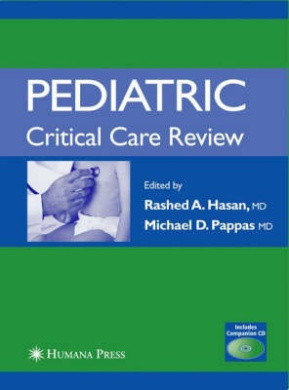 PEDIATRIC
Critical Care Review
Edited by
Rashed A. Hasan, MD
Michael D. Pappas MD
Includes
Companion CD
HUMANA PRESS